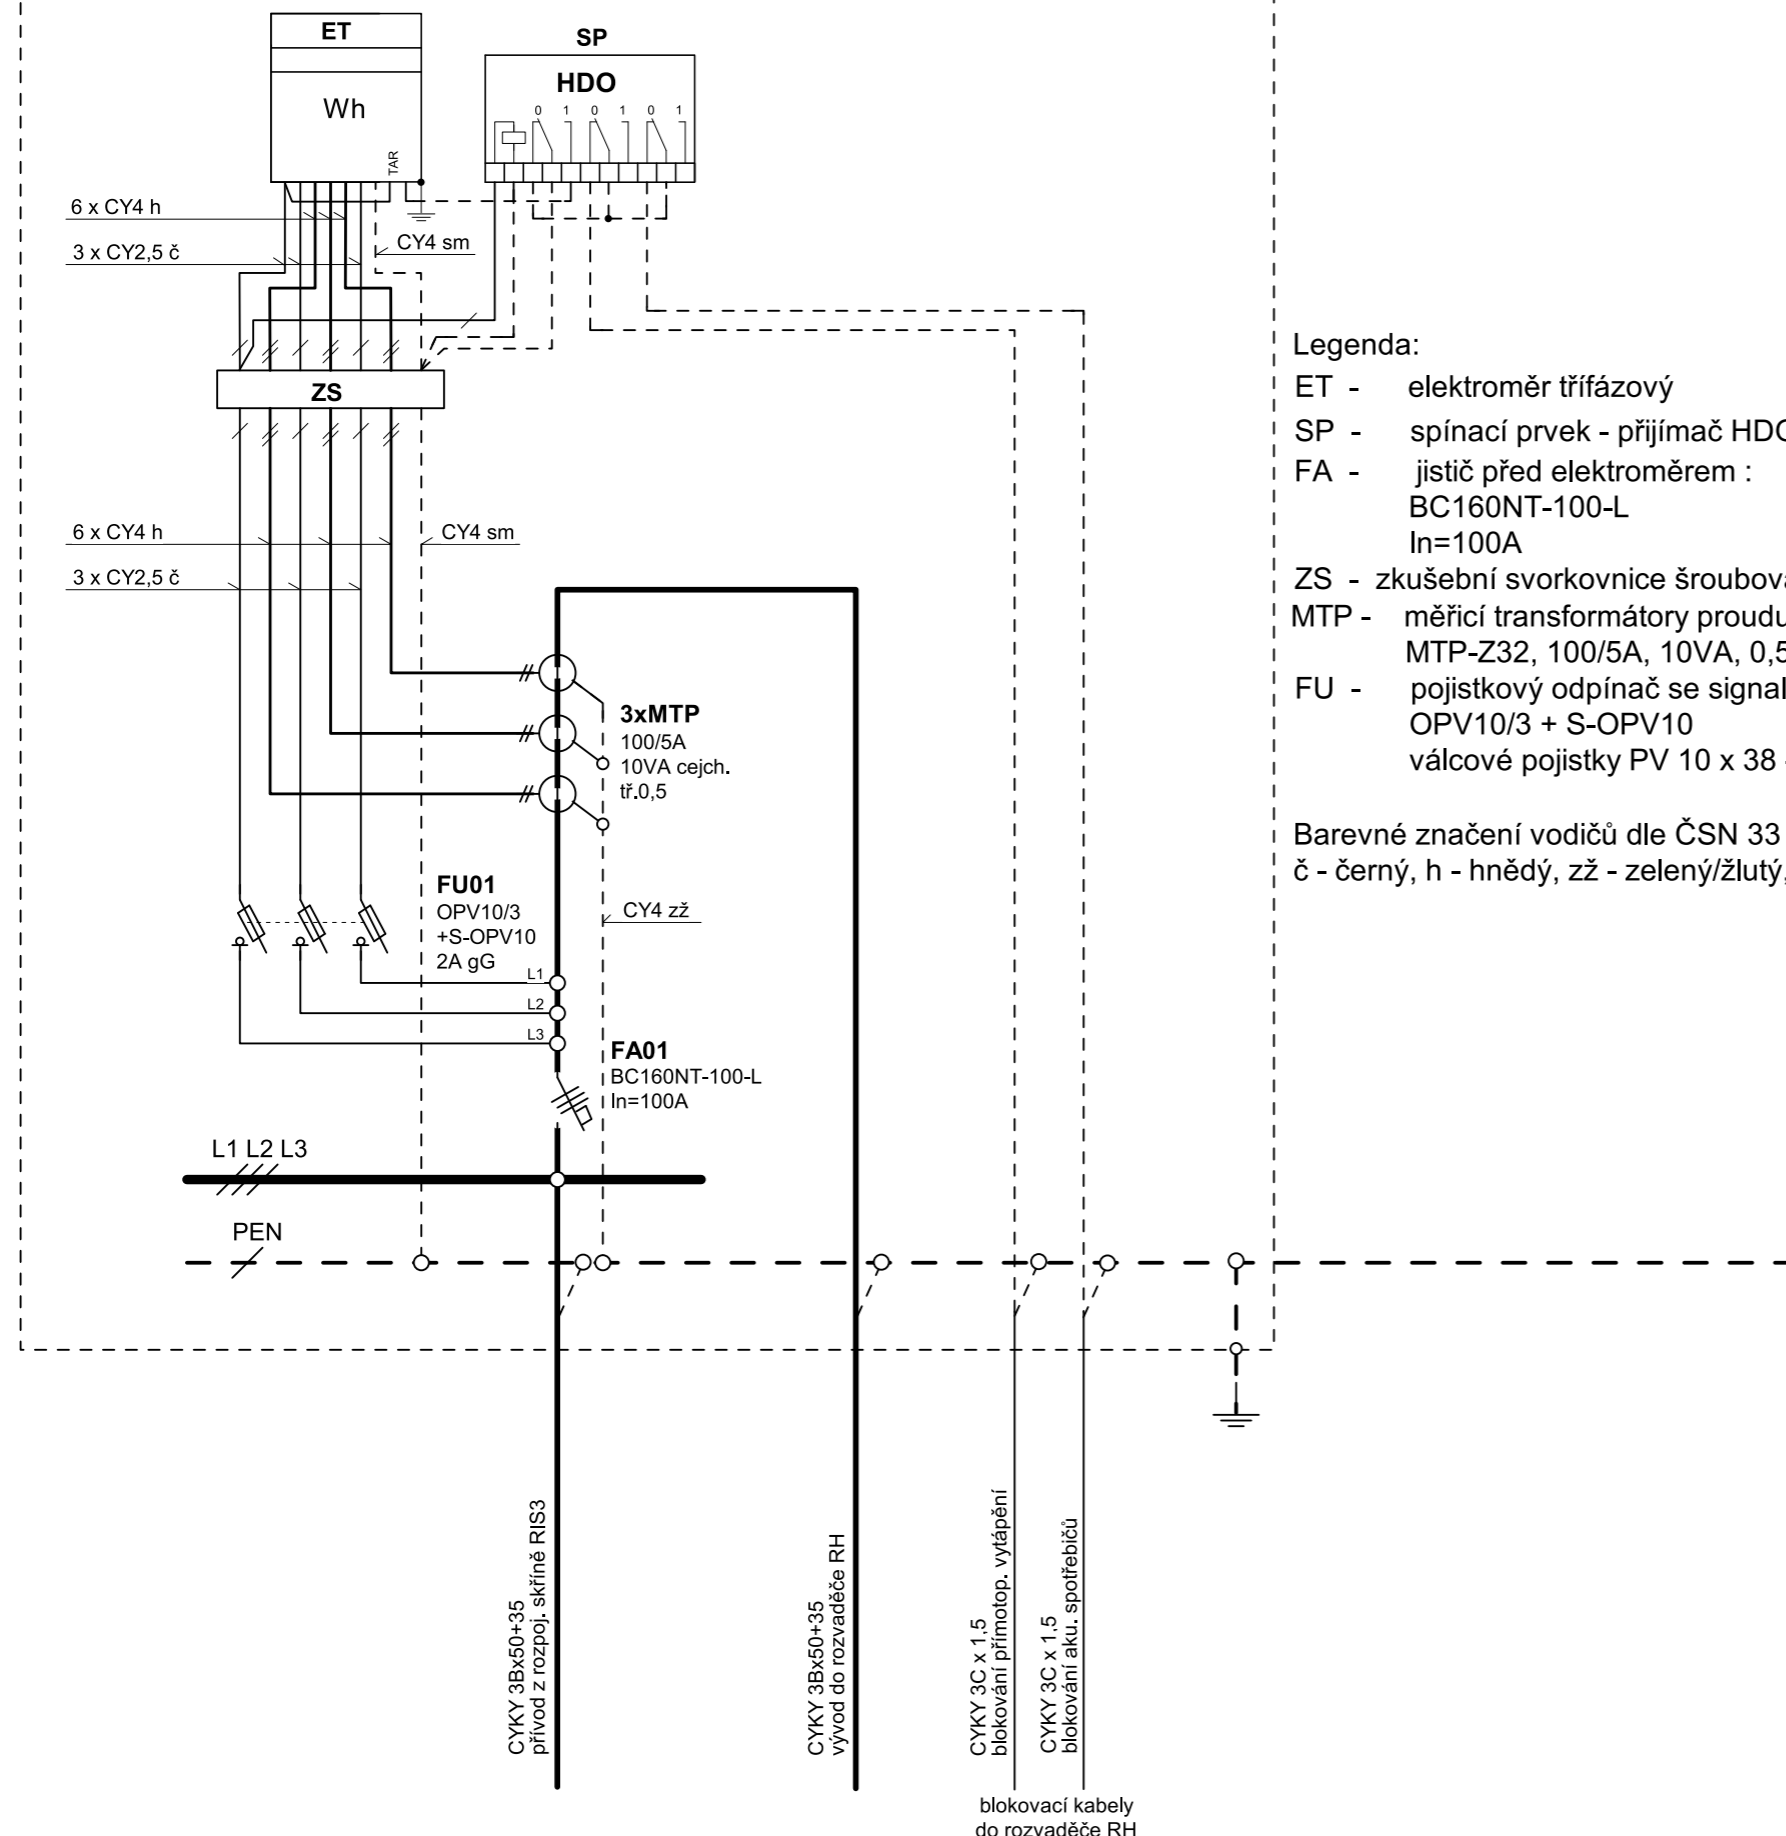 ET
Wh
TAR
SP
HDO
0 1 0 1 0 1
6 x CY4 h
3 x CY2,5 č
CY4 sm
ZS
6 x CY4 h
3 x CY2,5 č
CY4 sm
3xMTP
100/5A
10VA cejch.
tř.0,5
FU01
OPV10/3
+S-OPV10
2A gG
CY4 zž
L1
L2
L3
FA01
BC160NT-100-L
In=100A
L1 L2 L3
PEN
CYKY 3Bx50+35
přívod z rozpoj. skříně RIS3
CYKY 3Bx50+35
vývod do rozvaděče RH
CYKY 3C x 1,5
blokování přímotop. vytápění
CYKY 3C x 1,5
blokování aku. spotřebičů
blokovací kabely
do rozvaděče RH
Legenda:
ET - elektroměr třífázový
SP - spínací prvek - přijímač HDO
FA - jistič před elektroměrem :
BC160NT-100-L
In=100A
ZS - zkušební svorkovnice
MTP - měřicí transformátory proudu
MTP-Z32, 100/5A, 10VA, 0,5
FU - pojistkový odpínač se
OPV10/3 + S-OPV10
válcové pojistky PV 10 x 38
Barevné značení vodičů dle ČSN 33
č - černý, h - hnědý, zž - zelený/žlutý,